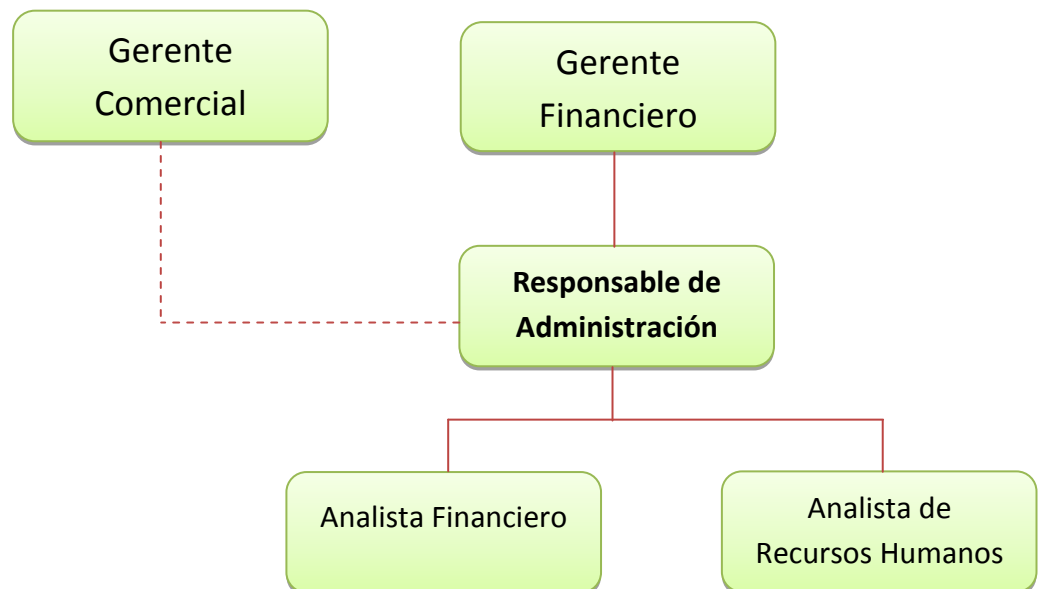 Gerente
Comercial
Gerente
Financiero
Responsable de
Administración
Analista Financiero
Analista de
Recursos Humanos